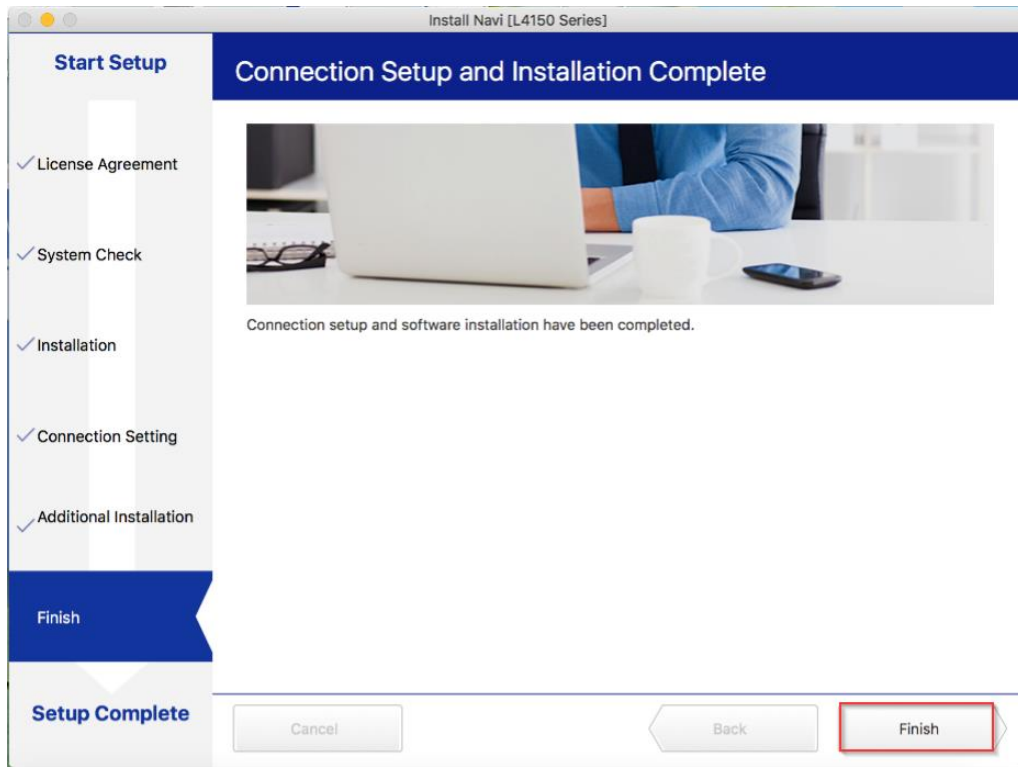 Install Navi [L4150 Series]
Start Setup
Connection Setup and Installation Complete
License Agreement
System Check
Installation
Connection Setting
Additional Installation
Finish
Setup Complete
Connection setup and software installation have been completed.
Cancel
Back
Finish